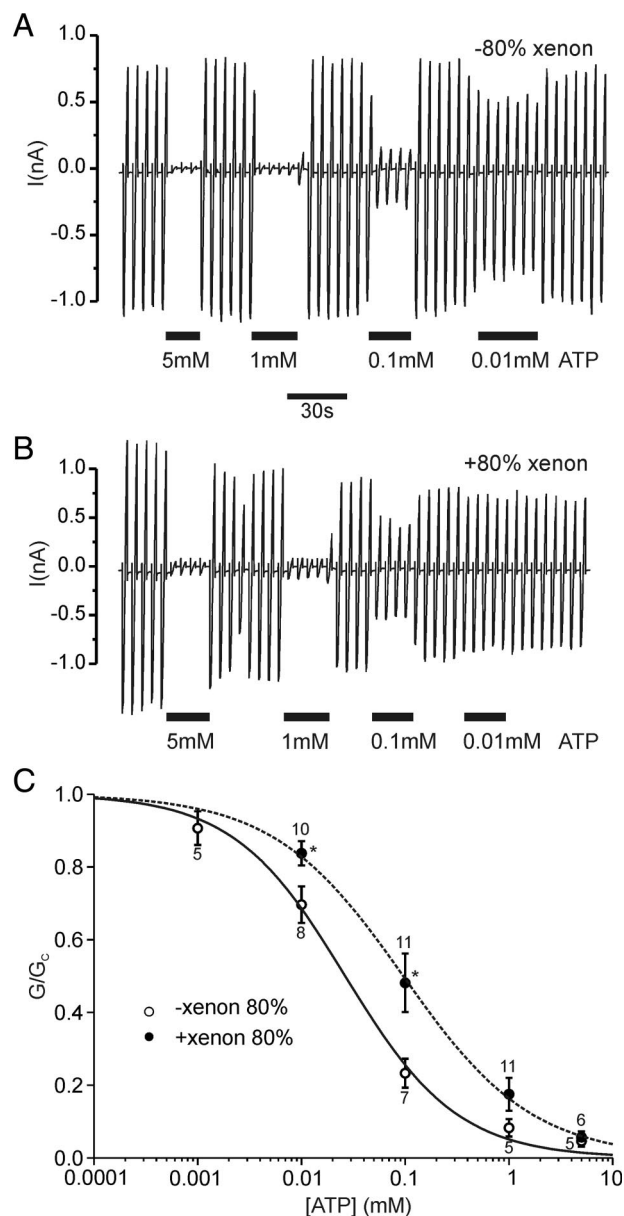 A
-80% xenon
I(nA)
1.0
0.5
0.0
-0.5
-1.0
5mM 1mM 0.1mM 0.01mM ATP
30s
B
+80% xenon
I(nA)
1.0
0.5
0.0
-0.5
-1.0
5mM 1mM 0.1mM 0.01mM ATP
C
G/Gc
1.0
0.8
0.6
0.4
0.2
0.0
5
10
*
8
11
*
7
11
5
6
5
-xenon 80%
+xenon 80%
0.0001 0.001 0.01 0.1 1 10
[ATP] (mM)